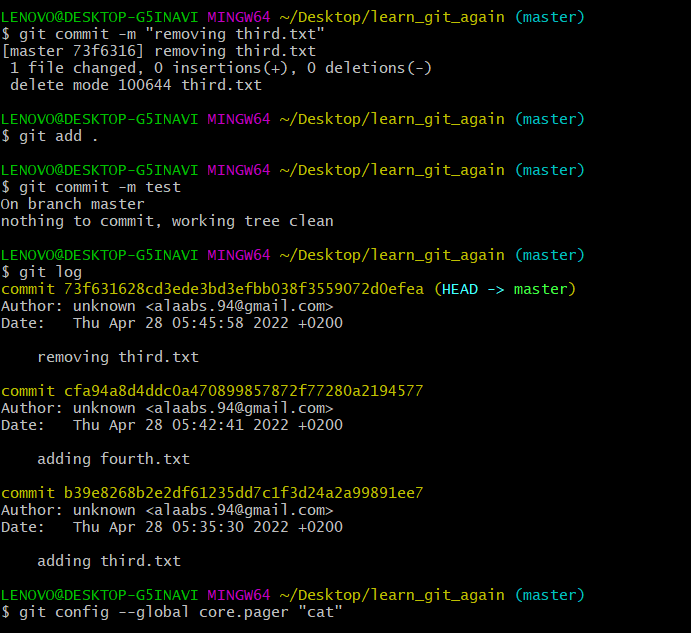 LENOVO@DESKTOP-G5INAVI MINGW64 ~/Desktop/learn_git_again (master)
$ git commit -m "removing third.txt"
[master 73f6316] removing third.txt
 1 file changed, 0 insertions(+), 0 deletions(-)
 delete mode 100644 third.txt

LENOVO@DESKTOP-G5INAVI MINGW64 ~/Desktop/learn_git_again (master)
$ git add .

LENOVO@DESKTOP-G5INAVI MINGW64 ~/Desktop/learn_git_again (master)
$ git commit -m test
On branch master
nothing to commit, working tree clean

LENOVO@DESKTOP-G5INAVI MINGW64 ~/Desktop/learn_git_again (master)
$ git log
commit 73f631628cd3ede3bd3efbb038f3559072d0efea (HEAD -> master)
Author: unknown <alaabs.94@gmail.com>
Date:   Thu Apr 28 05:45:58 2022 +0200

    removing third.txt

commit cfa94a8d4ddc0a470899857872f77280a2194577
Author: unknown <alaabs.94@gmail.com>
Date:   Thu Apr 28 05:42:41 2022 +0200

    adding fourth.txt

commit b39e8268b2e2df61235dd7c1f3d24a2a99891ee7
Author: unknown <alaabs.94@gmail.com>
Date:   Thu Apr 28 05:35:30 2022 +0200

    adding third.txt

LENOVO@DESKTOP-G5INAVI MINGW64 ~/Desktop/learn_git_again (master)
$ git config --global core.pager "cat"